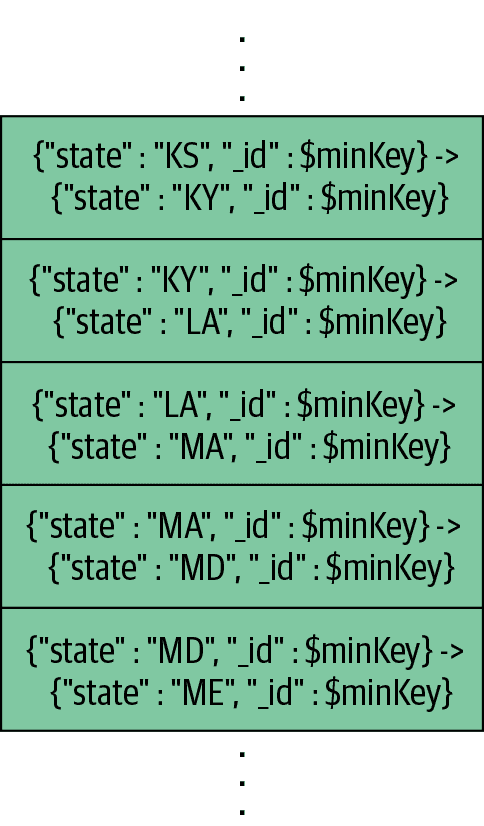 .
.
.
{"state" : "KS", "_id" : $minKey} ->
{"state" : "KY", "_id" : $minKey}
{"state" : "KY", "_id" : $minKey} ->
{"state" : "LA", "_id" : $minKey}
{"state" : "LA", "_id" : $minKey} ->
{"state" : "MA", "_id" : $minKey}
{"state" : "MA", "_id" : $minKey} ->
{"state" : "MD", "_id" : $minKey}
{"state" : "MD", "_id" : $minKey} ->
{"state" : "ME", "_id" : $minKey}
.
.
.